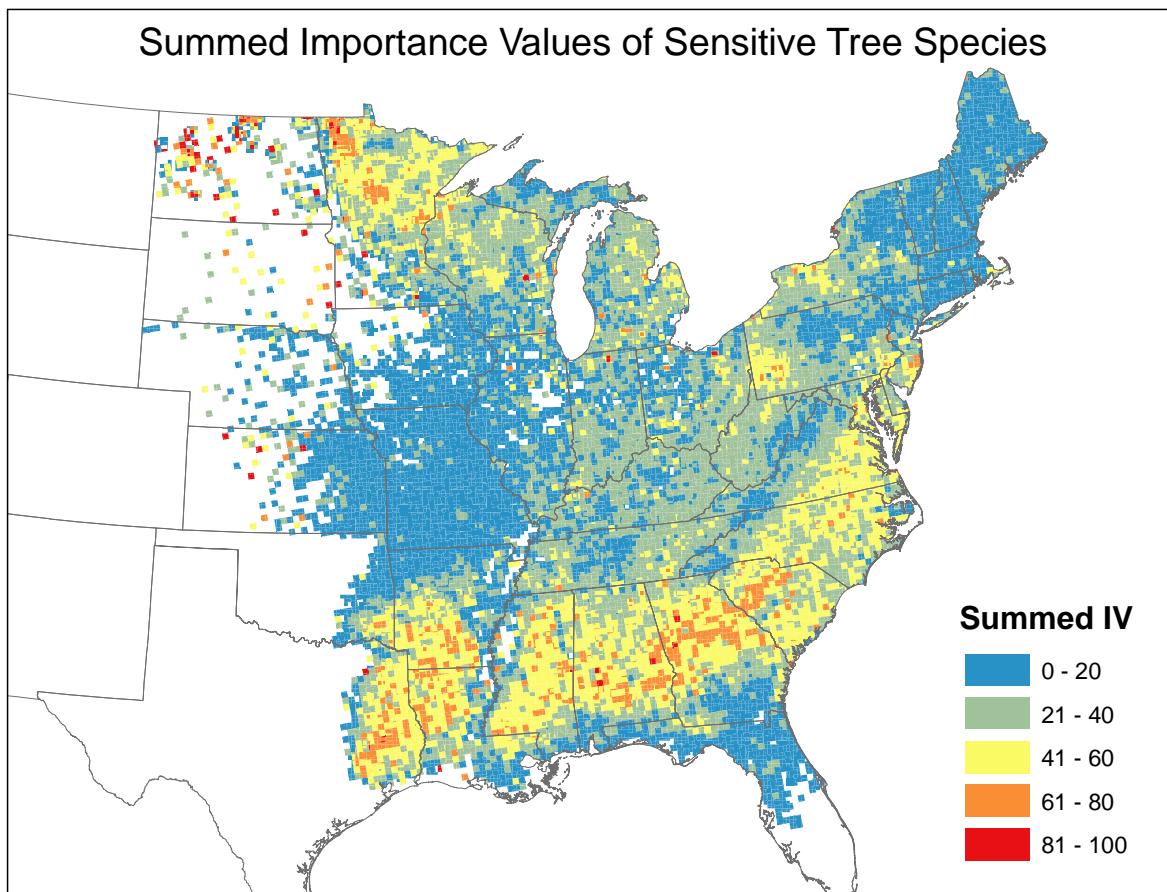 Summed Importance Values of Sensitive Tree Species
Summed IV
0 - 20
21 - 40
41 - 60
61 - 80
81 - 100